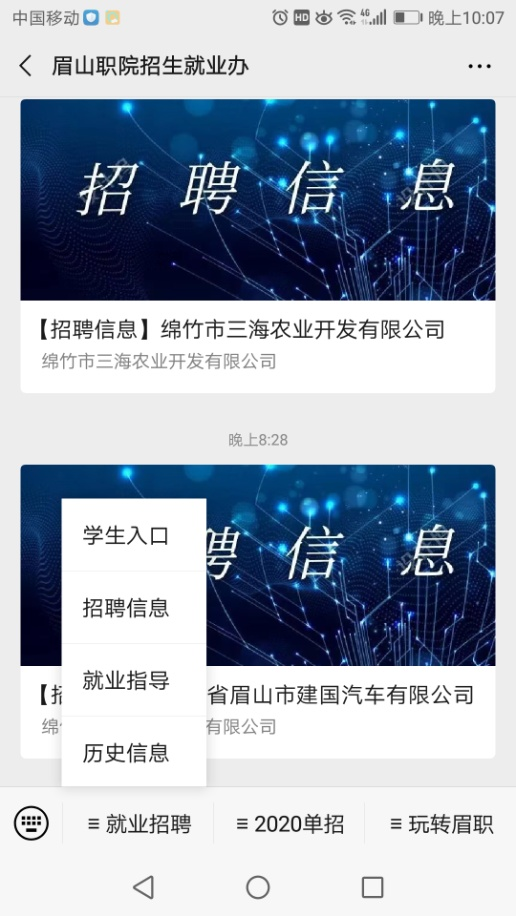 中国移动 HD 4G 晚上10:07
眉山职院招生就业办
招聘信息
【招聘信息】绵竹市三海农业开发有限公司
绵竹市三海农业开发有限公司
晚上8:28
聘信息
学生入口
招聘信息
就业指导
历史信息
【招 省眉山市建国汽车有限公司
绵 有限公司
就业招聘 2020单招 玩转眉职